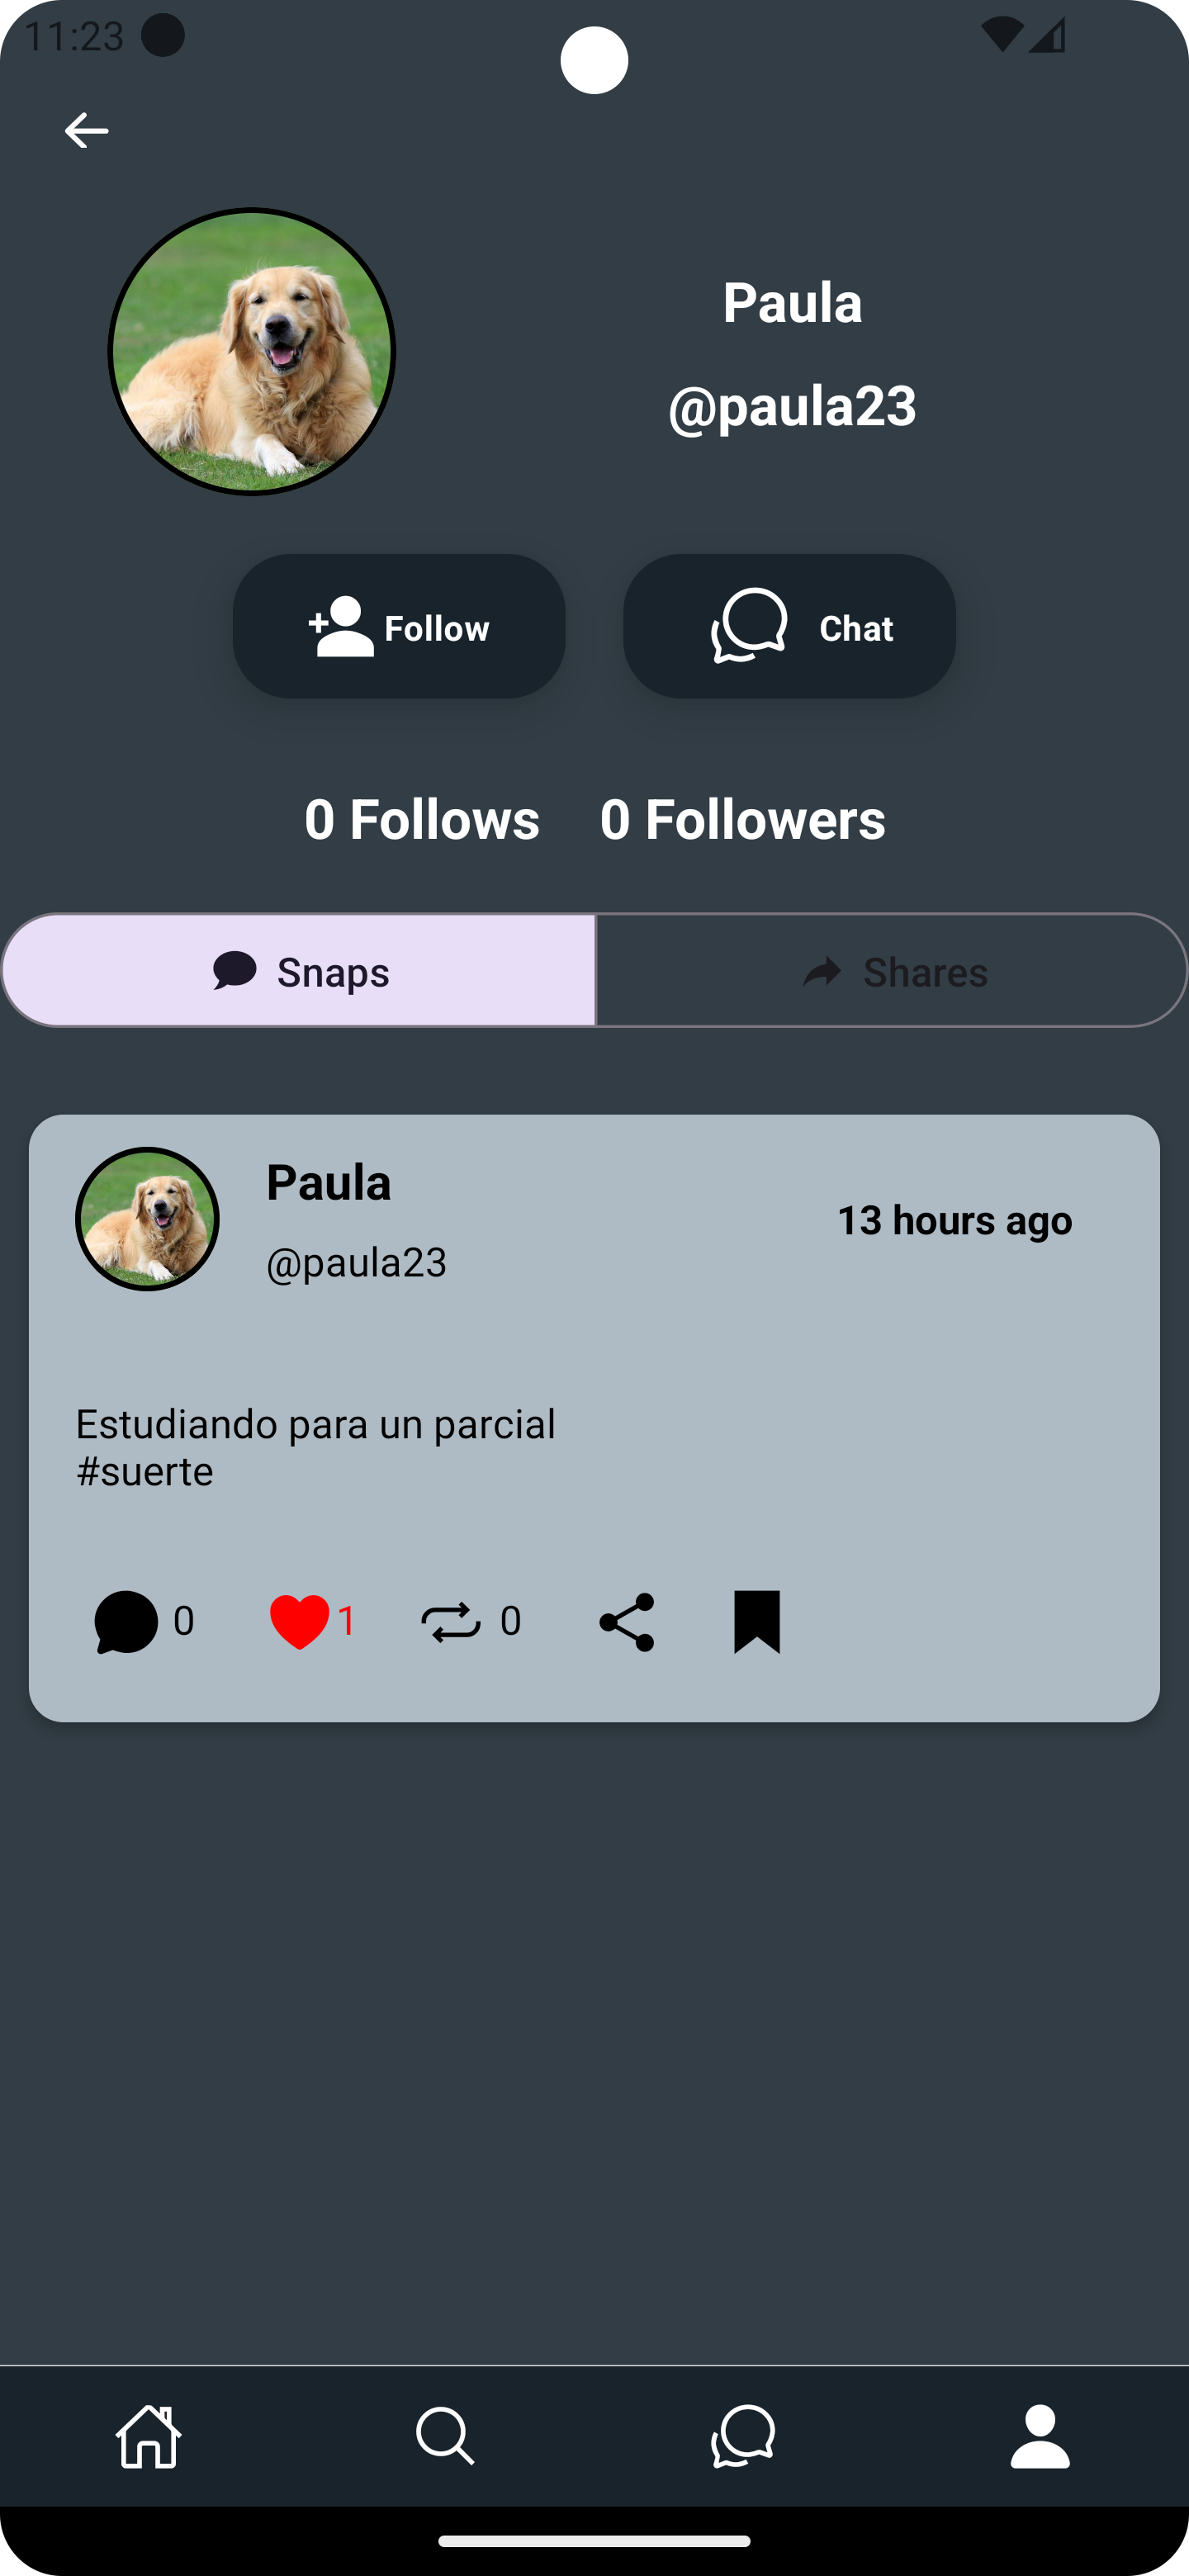 11:23
Paula
@paula23
Follow
Chat
0 Follows 0 Followers
Snaps
Shares
Paula
@paula23
13 hours ago
Estudiando para un parcial
#suerte
0 1 0